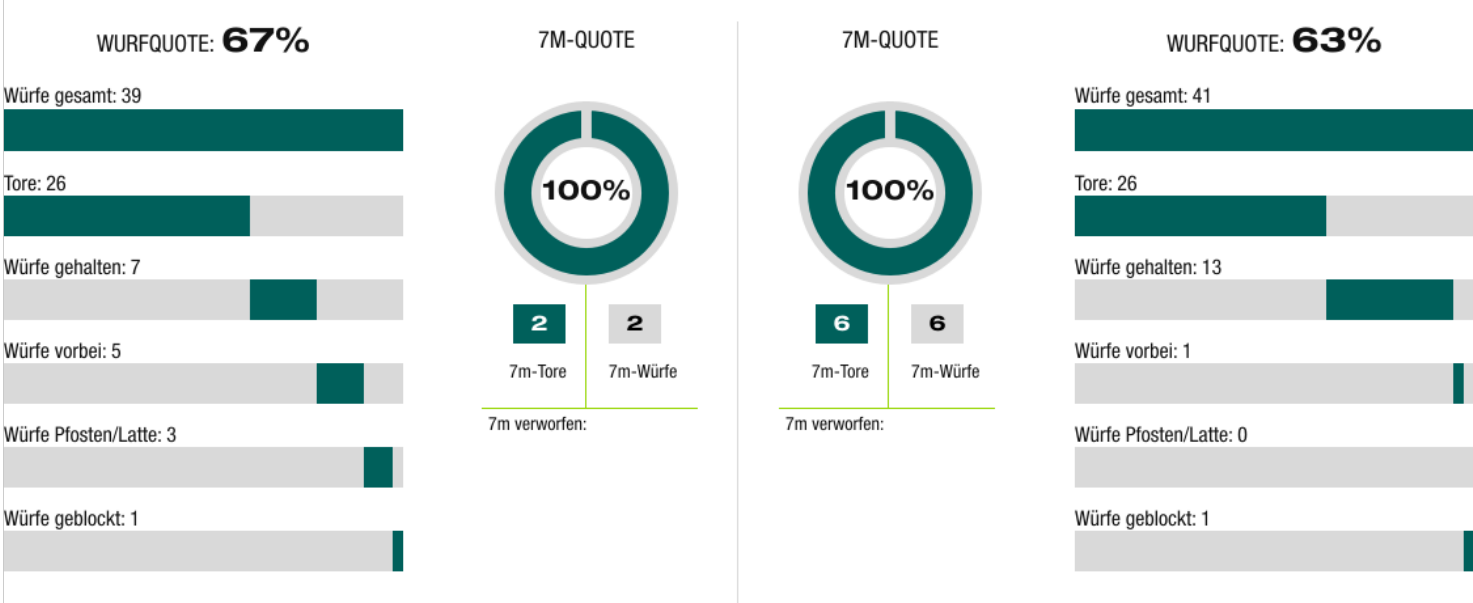 WURFQUOTE: 67%
Würfe gesamt: 39
Tore: 26
Würfe gehalten: 7
Würfe vorbei: 5
Würfe Pfosten/Latte: 3
Würfe geblockt: 1
7M-QUOTE
100%
2 2
7m-Tore 7m-Würfe
7m verworfen:
7M-QUOTE
100%
6 6
7m-Tore 7m-Würfe
7m verworfen:
WURFQUOTE: 63%
Würfe gesamt: 41
Tore: 26
Würfe gehalten: 13
Würfe vorbei: 1
Würfe Pfosten/Latte: 0
Würfe geblockt: 1